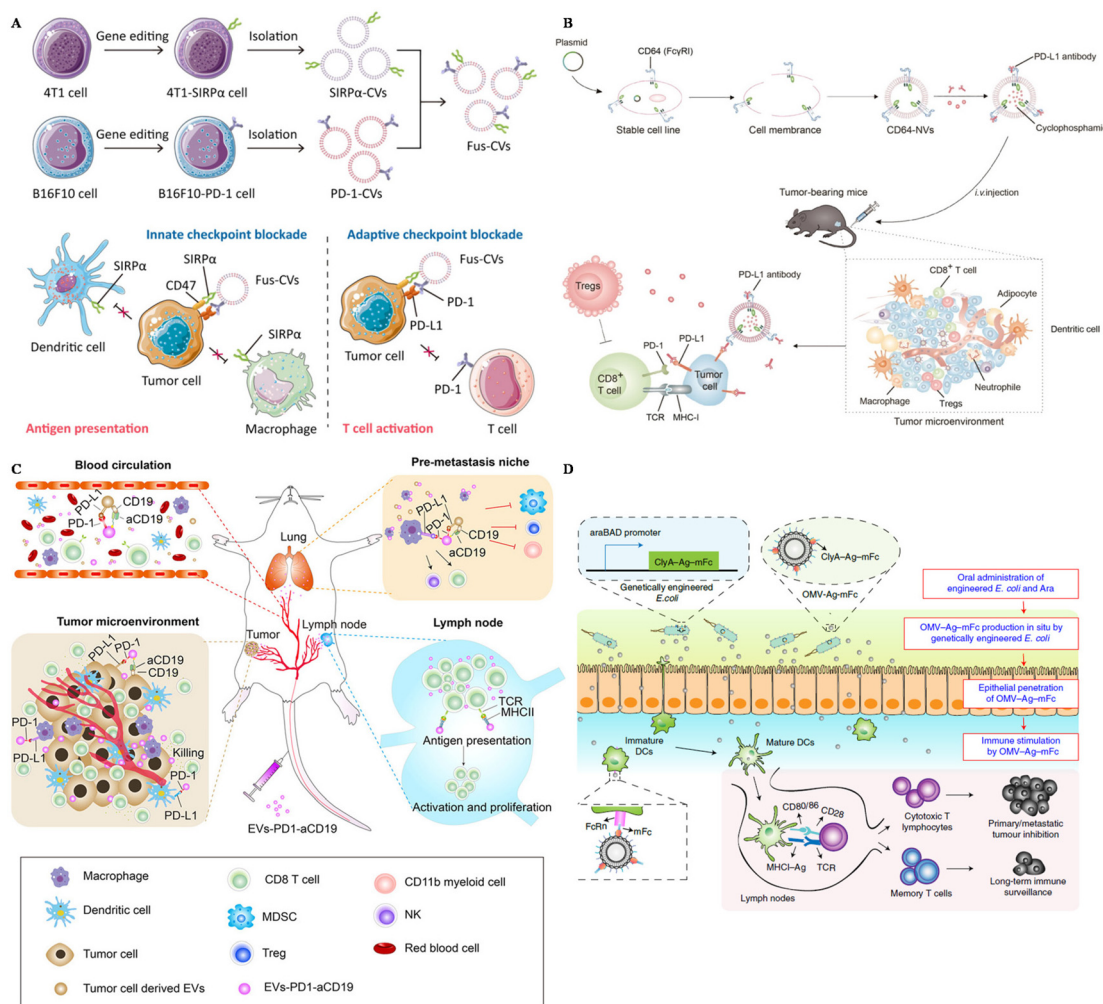 A
Gene editing
Isolation
4T1 cell
4T1-SIRPα cell
SIRPα-CVs
Gene editing
Isolation
Fus-CVs
B16F10 cell
B16F10-PD-1 cell
PD-1-CVs
Innate checkpoint blockade
Adaptive checkpoint blockade
SIRPα
SIRPα
Fus-CVs
Fus-CVs
CD47
PD-1
PD-L1
Dendritic cell
Tumor cell
SIRPα
Tumor cell
PD-1
Macrophage
T cell
Antigen presentation
T cell activation
B
Plasmid
CD64 (FcγRI)
PD-L1 antibody
Stable cell line
Cell membrance
CD64-NVs
Cyclophosphami
Tumor-bearing mice
i.v.injection
PD-L1 antibody
CD8+ T cell
Tregs
Adipocyte
Dentritic cell
PD-1
PD-L1
CD8+
T cell
Tumor
cell
Neutrophile
TCR
MHC-I
Macrophage
Tregs
Tumor microenvironment
C
Blood circulation
PD-L1
CD19
PD-1
aCD19
Pre-metastasis niche
PD-L1
PD-1
CD19
aCD19
Lung
Tumor microenvironment
PD-L1
PD-1
aCD19
CD19
PD-1
PD-L1
Killing
PD-1
PD-L1
Tumor
Lymph node
Lymph node
TCR
MHCII
Antigen presentation
Activation and proliferation
EVs-PD1-aCD19
Macrophage
CD8 T cell
CD11b myeloid cell
Dendritic cell
MDSC
NK
Tumor cell
Treg
Red blood cell
Tumor cell derived EVs
EVs-PD1-aCD19
D
araBAD promoter
ClyA–Ag–mFc
Genetically engineered
E.coli
ClyA–Ag–mFc
OMV-Ag-mFc
Oral administration of
engineered E. coli and Ara
OMV–Ag–mFc production in situ by
genetically engineered E. coli
Epithelial penetration
of OMV–Ag–mFc
Immune stimulation
by OMV–Ag–mFc
Immature
DCs
Mature DCs
FcRn
mFc
CD80/86
CD28
MHCI–Ag
TCR
Lymph nodes
Cytotoxic T
lymphocytes
Primary/metastatic
tumour inhibition
Memory T cells
Long-term immune
surveillance